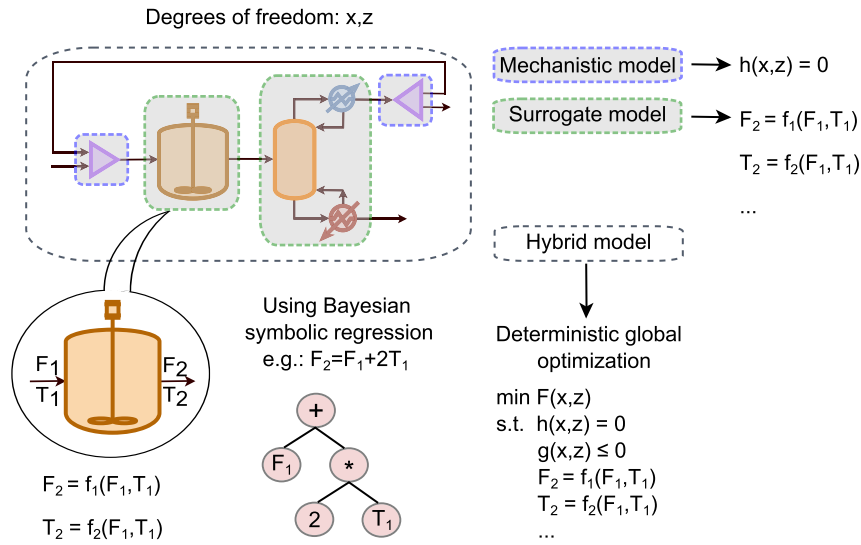 Degrees of freedom: x,z
Mechanistic model
h(x,z) = 0
Surrogate model
F₂ = f₁(F₁,T₁)
T₂ = f₂(F₁,T₁)
...
Hybrid model
Using Bayesian
symbolic regression
e.g.: F₂=F₁+2T₁
F₁
T₁
F₂
T₂
F₂ = f₁(F₁,T₁)
T₂ = f₂(F₁,T₁)
+
F₁
*
2
T₁
Deterministic global
optimization
min F(x,z)
s.t. h(x,z) = 0
g(x,z) ≤ 0
F₂ = f₁(F₁,T₁)
T₂ = f₂(F₁,T₁)
...